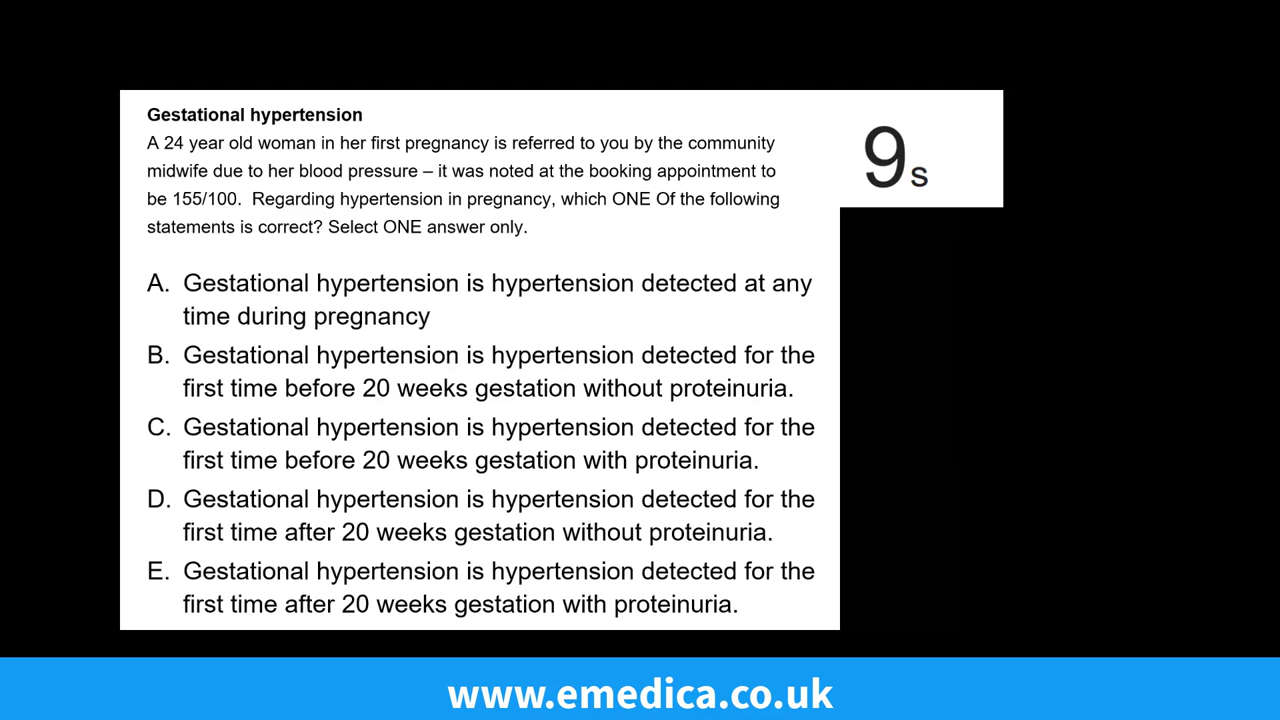 Gestational hypertension
A 24 year old woman in her first pregnancy is referred to you by the community
midwife due to her blood pressure – it was noted at the booking appointment to
be 155/100.  Regarding hypertension in pregnancy, which ONE Of the following
statements is correct? Select ONE answer only.
9s
A. Gestational hypertension is hypertension detected at any
time during pregnancy
B. Gestational hypertension is hypertension detected for the
first time before 20 weeks gestation without proteinuria.
C. Gestational hypertension is hypertension detected for the
first time before 20 weeks gestation with proteinuria.
D. Gestational hypertension is hypertension detected for the
first time after 20 weeks gestation without proteinuria.
E. Gestational hypertension is hypertension detected for the
first time after 20 weeks gestation with proteinuria.
www.emedica.co.uk